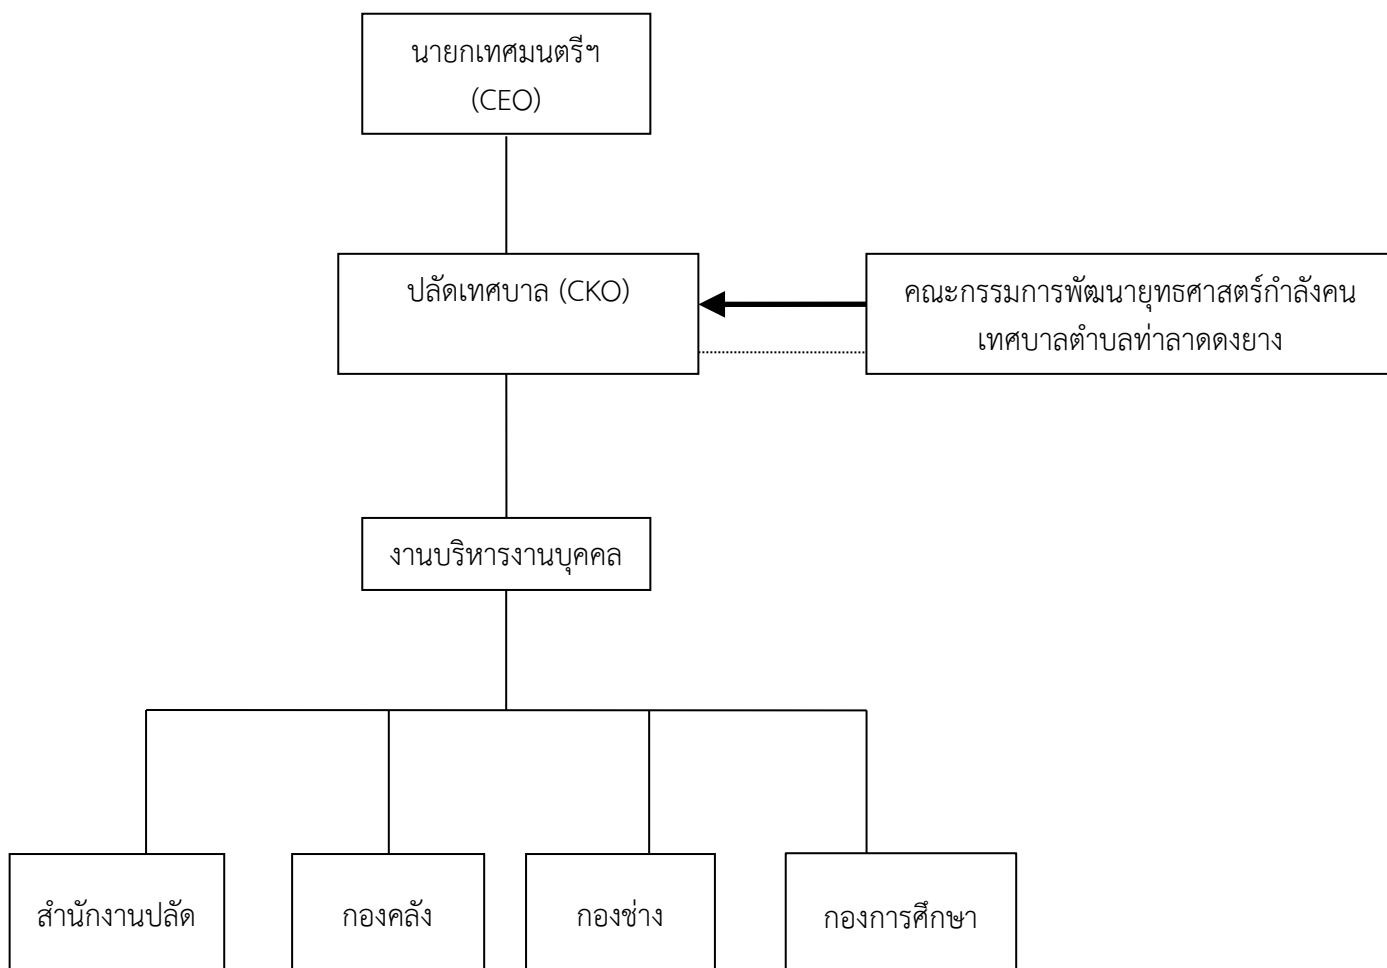 นายกเทศมนตรีฯ
(CEO)
ปลัดเทศบาล (CKO)
คณะกรรมการพัฒนายุทธศาสตร์กำลังคน
เทศบาลตำบลท่าลาดดงยาง
งานบริหารงานบุคคล
สำนักงานปลัด
กองคลัง
กองช่าง
กองการศึกษา